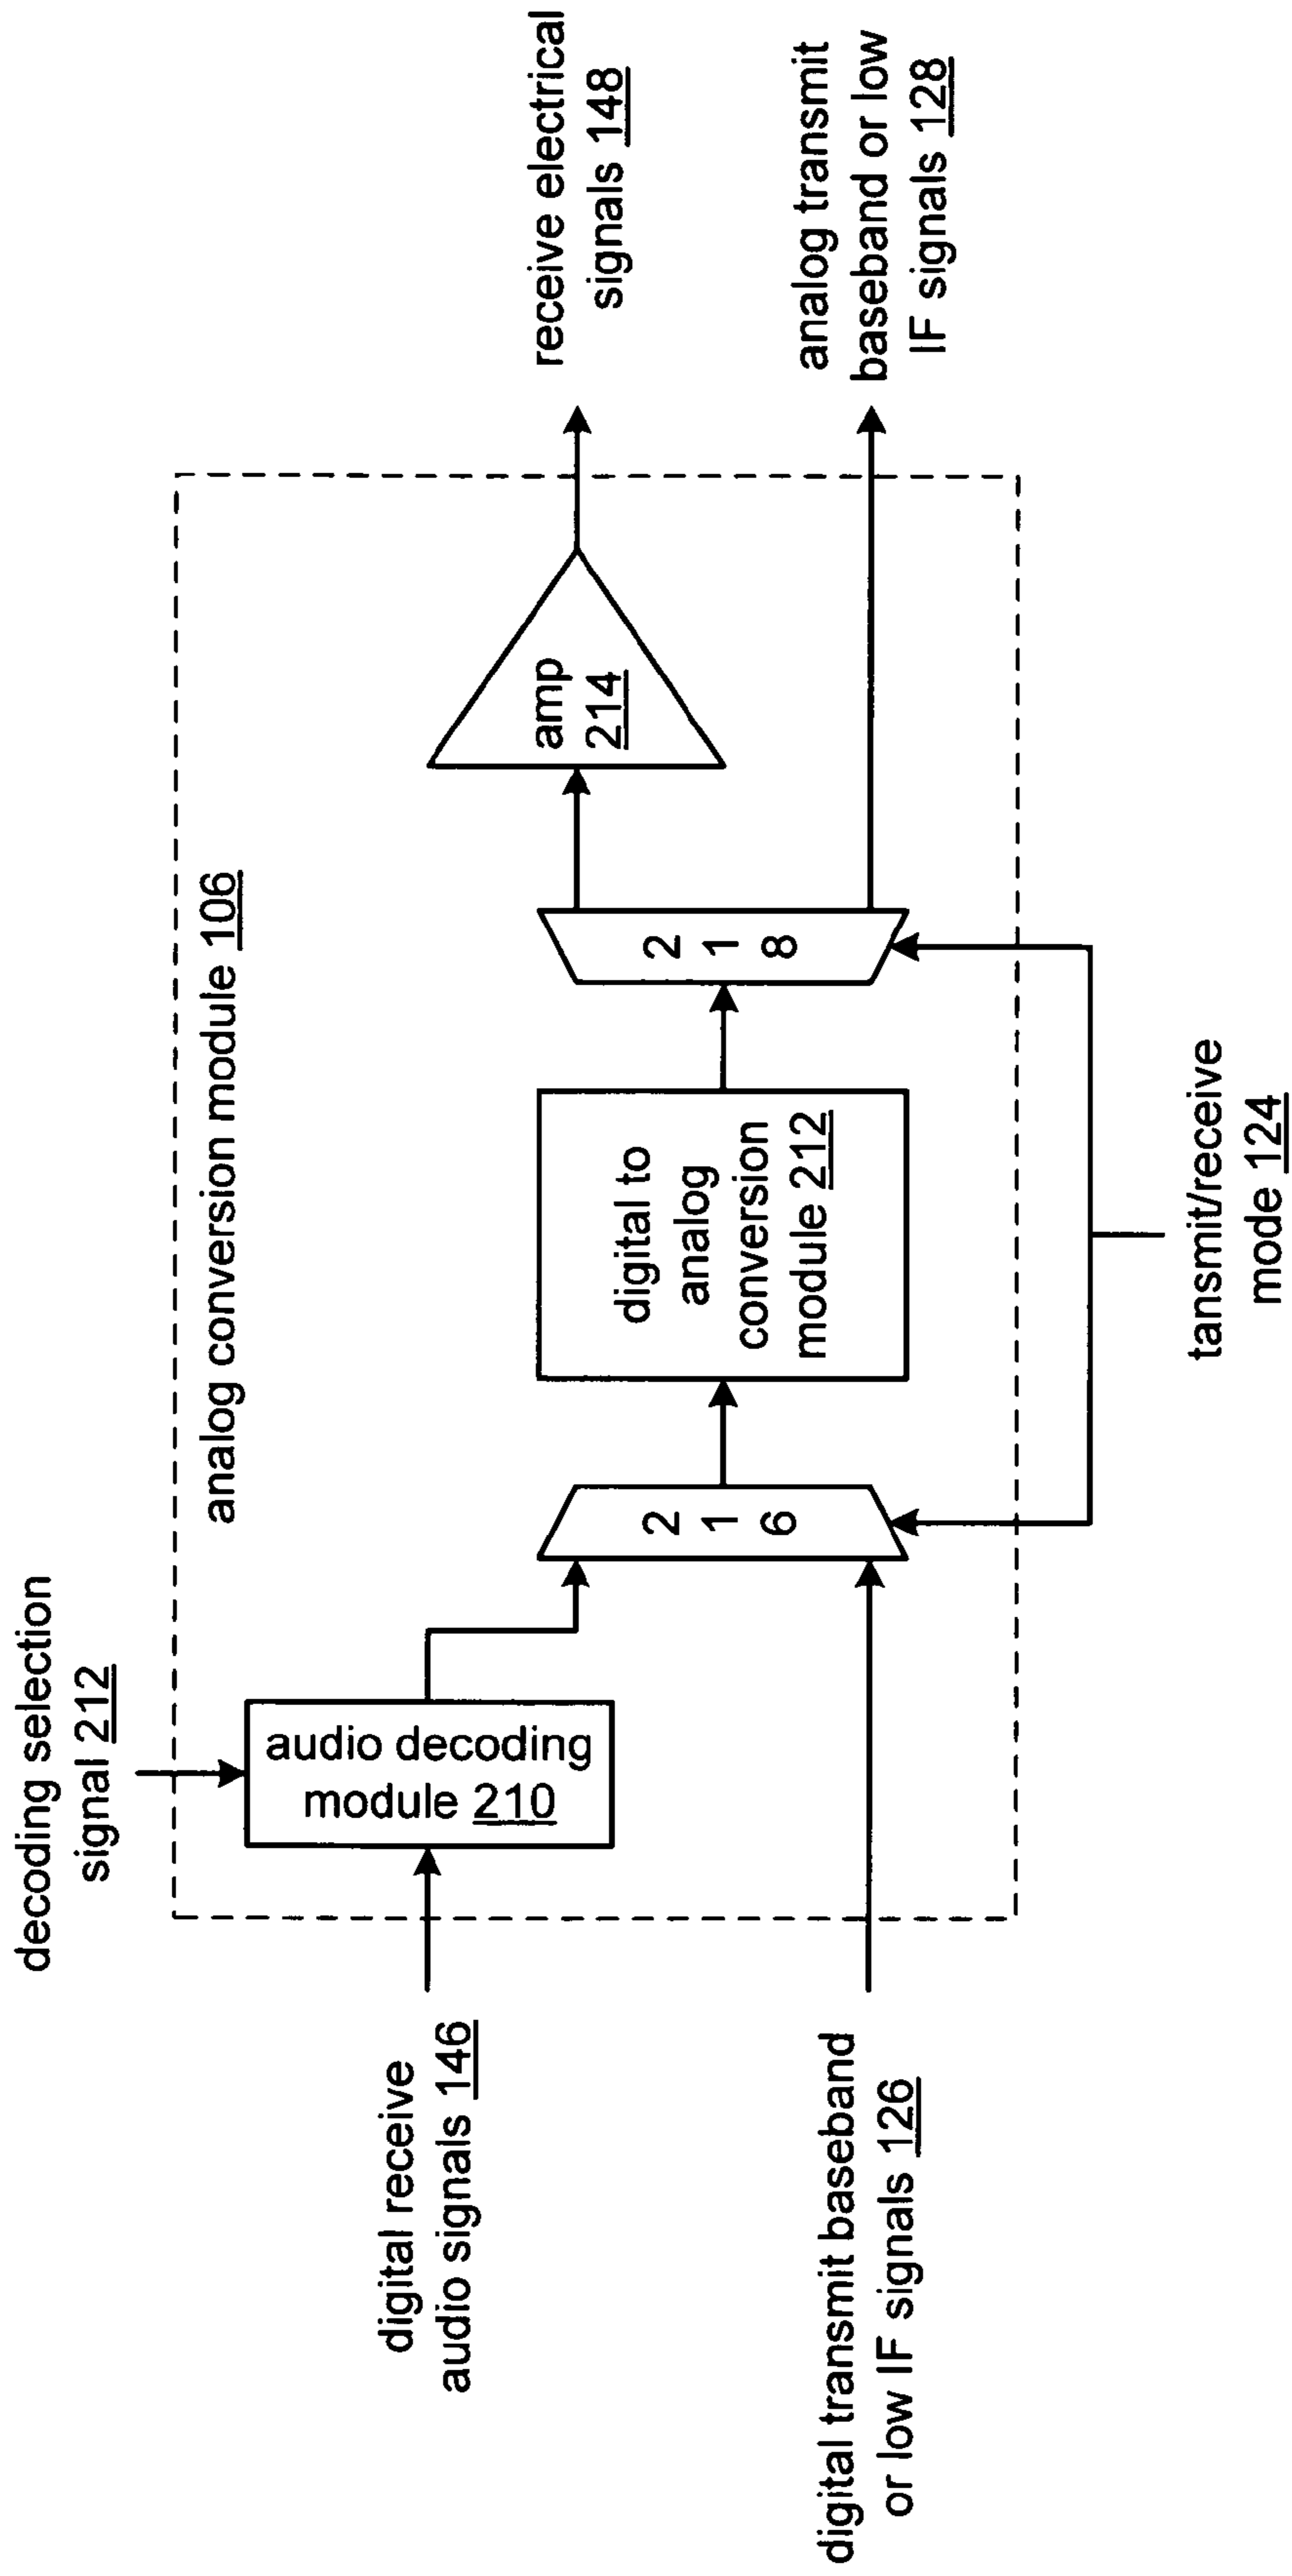 decoding selection
signal 212
analog conversion module 106
digital receive
audio signals 146
audio decoding
module 210
digital transmit baseband
or low IF signals 126
2
1
6
digital to
analog
conversion
module 212
2
1
8
amp
214
receive electrical
signals 148
analog transmit
baseband or low
IF signals 128
tansmit/receive
mode 124